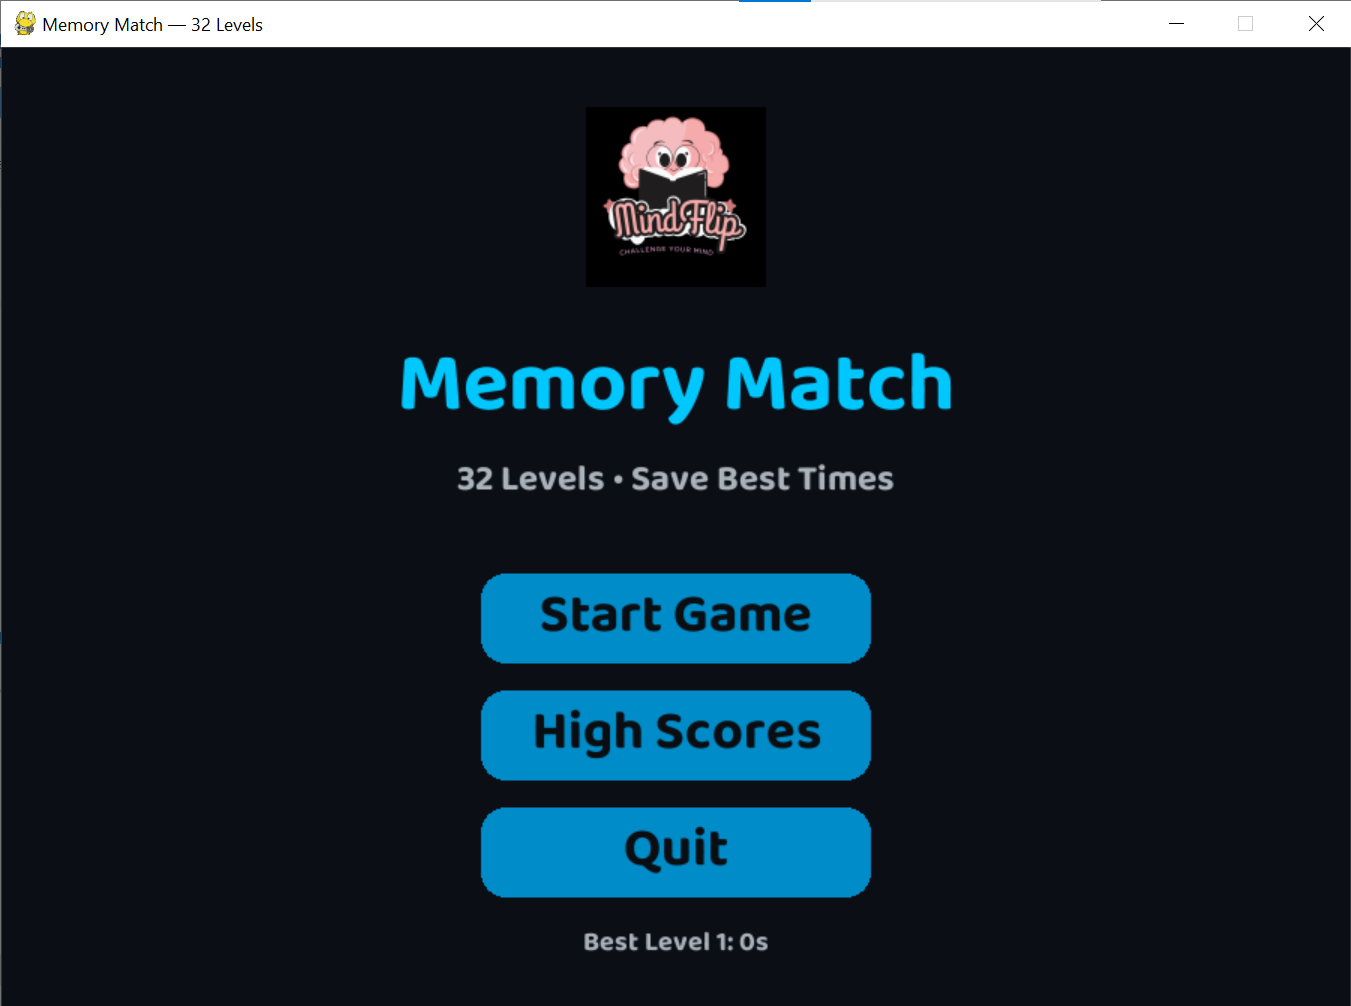 Memory Match — 32 Levels
MindFlip
CHALLENGE YOUR MIND
Memory Match
32 Levels • Save Best Times
Start Game
High Scores
Quit
Best Level 1: 0s